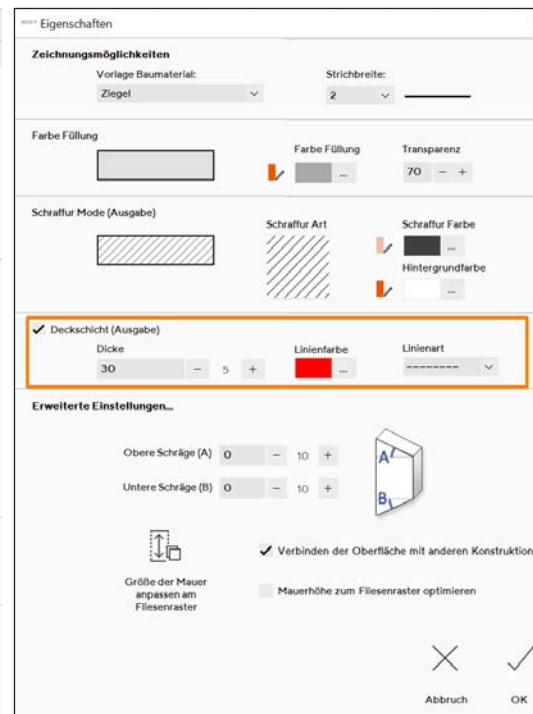 Eigenschaften
Zeichnungsmöglichkeiten
Vorlage Baumaterial: Strichbreite:
Ziegel 2
Farbe Füllung
Farbe Füllung Transparenz
... 70 - +
Schraffur Mode (Ausgabe)
Schraffur Art Schraffur Farbe
...
Hintergrundfarbe
...
Deckschicht (Ausgabe)
Dicke Linienfarbe Linienart
30 - 5 + ... --------
Erweiterte Einstellungen...
Obere Schräge (A) 0 - 10 +
A
Untere Schräge (B) 0 - 10 +
B
Verbinden der Oberfläche mit anderen Konstruktion
Größe der Mauer
anpassen am
Fliesenraster
Mauerhöhe zum Fliesenraster optimieren
Abbruch OK